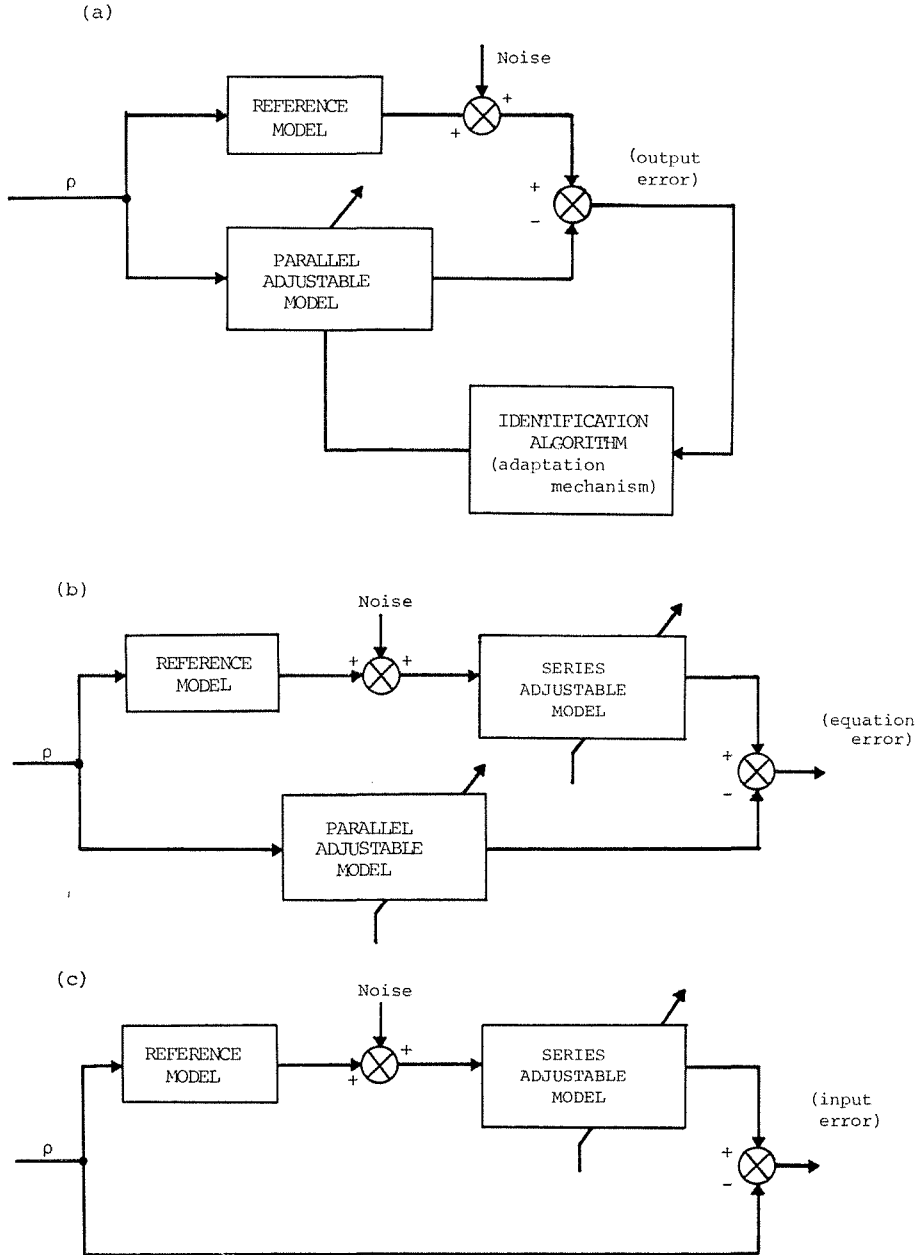 (a)
Noise
REFERENCE
MODEL
+
+
ρ
(output
error)
+
-
PARALLEL
ADJUSTABLE
MODEL
IDENTIFICATION
ALGORITHM
(adaptation
mechanism)
(b)
Noise
REFERENCE
MODEL
+
+
SERIES
ADJUSTABLE
MODEL
(equation
error)
ρ
+
-
PARALLEL
ADJUSTABLE
MODEL
(c)
Noise
REFERENCE
MODEL
+
+
SERIES
ADJUSTABLE
MODEL
(input
error)
ρ
+
-